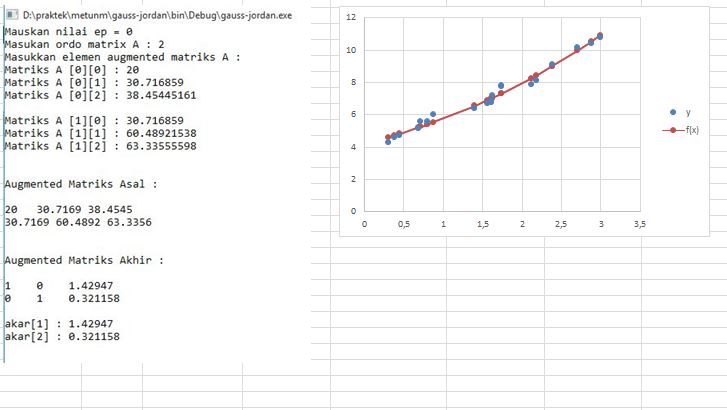 D:\praktek\metunm\gauss-jordan\bin\Debug\gauss-jordan.exe
Mauskan nilai ep = 0
Masukan ordo matrix A : 2
Masukkan elemen augmented matriks A :
Matriks A [0][0] : 20
Matriks A [0][1] : 30.716859
Matriks A [0][2] : 38.45445161
Matriks A [1][0] : 30.716859
Matriks A [1][1] : 60.48921538
Matriks A [1][2] : 63.33555598
Augmented Matriks Asal :
20 30.7169 38.4545
30.7169 60.4892 63.3356
Augmented Matriks Akhir :
1 0 1.42947
0 1 0.321158
akar[1] : 1.42947
akar[2] : 0.321158
12
10
8
6
4
2
0
0 0,5 1 1,5 2 2,5 3 3,5
y
f(x)